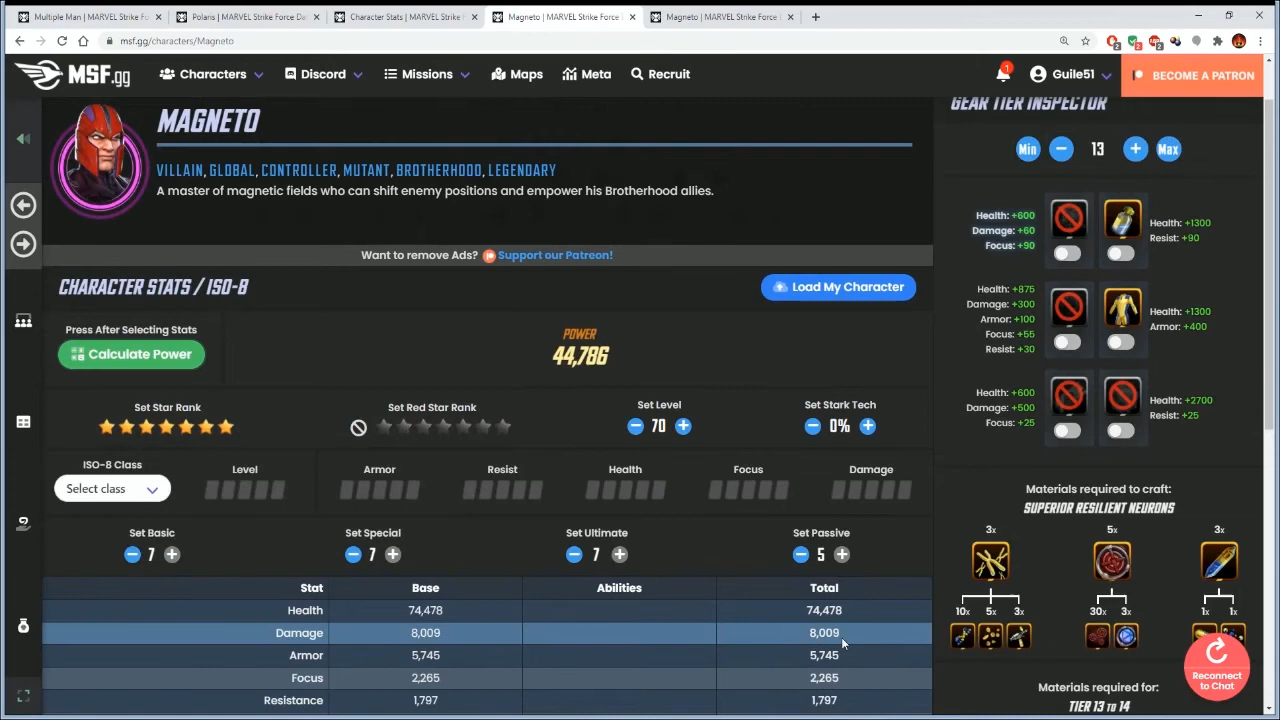 Multiple Man | MARVEL Strike Fo
Polaris | MARVEL Strike Force Da
Character Stats | MARVEL Strike F
Magneto | MARVEL Strike Force
Magneto | MARVEL Strike Force
msf.gg/characters/Magneto
MSF.gg
Characters
Discord
Missions
Maps
Meta
Recruit
1
Guile51
BECOME A PATRON
MAGNETO
VILLAIN, GLOBAL, CONTROLLER, MUTANT, BROTHERHOOD, LEGENDARY
A master of magnetic fields who can shift enemy positions and empower his Brotherhood allies.
Want to remove Ads? Support our Patreon!
CHARACTER STATS / ISO-8
Load My Character
Press After Selecting Stats
Calculate Power
POWER
44,786
Set Star Rank
Set Red Star Rank
Set Level
70
Set Stark Tech
0%
ISO-8 Class
Select class
Level
Armor
Resist
Health
Focus
Damage
Set Basic
7
Set Special
7
Set Ultimate
7
Set Passive
5
Stat Base Abilities Total
Health 74,478 74,478
Damage 8,009 8,009
Armor 5,745 5,745
Focus 2,265 2,265
Resistance 1,797 1,797
GEAR TIER INSPECTOR
Min
13
Max
Health: +600
Damage: +60
Focus: +90
Health: +1300
Resist: +90
Health: +875
Damage: +300
Armor: +100
Focus: +55
Resist: +30
Health: +1300
Armor: +400
Health: +600
Damage: +500
Focus: +25
Health: +2700
Resist: +25
Materials required to craft:
SUPERIOR RESILIENT NEURONS
3x 5x 3x
10x 5x 3x 30x 3x 1x 1x
Materials required for:
TIER 13 TO 14
Reconnect
to Chat